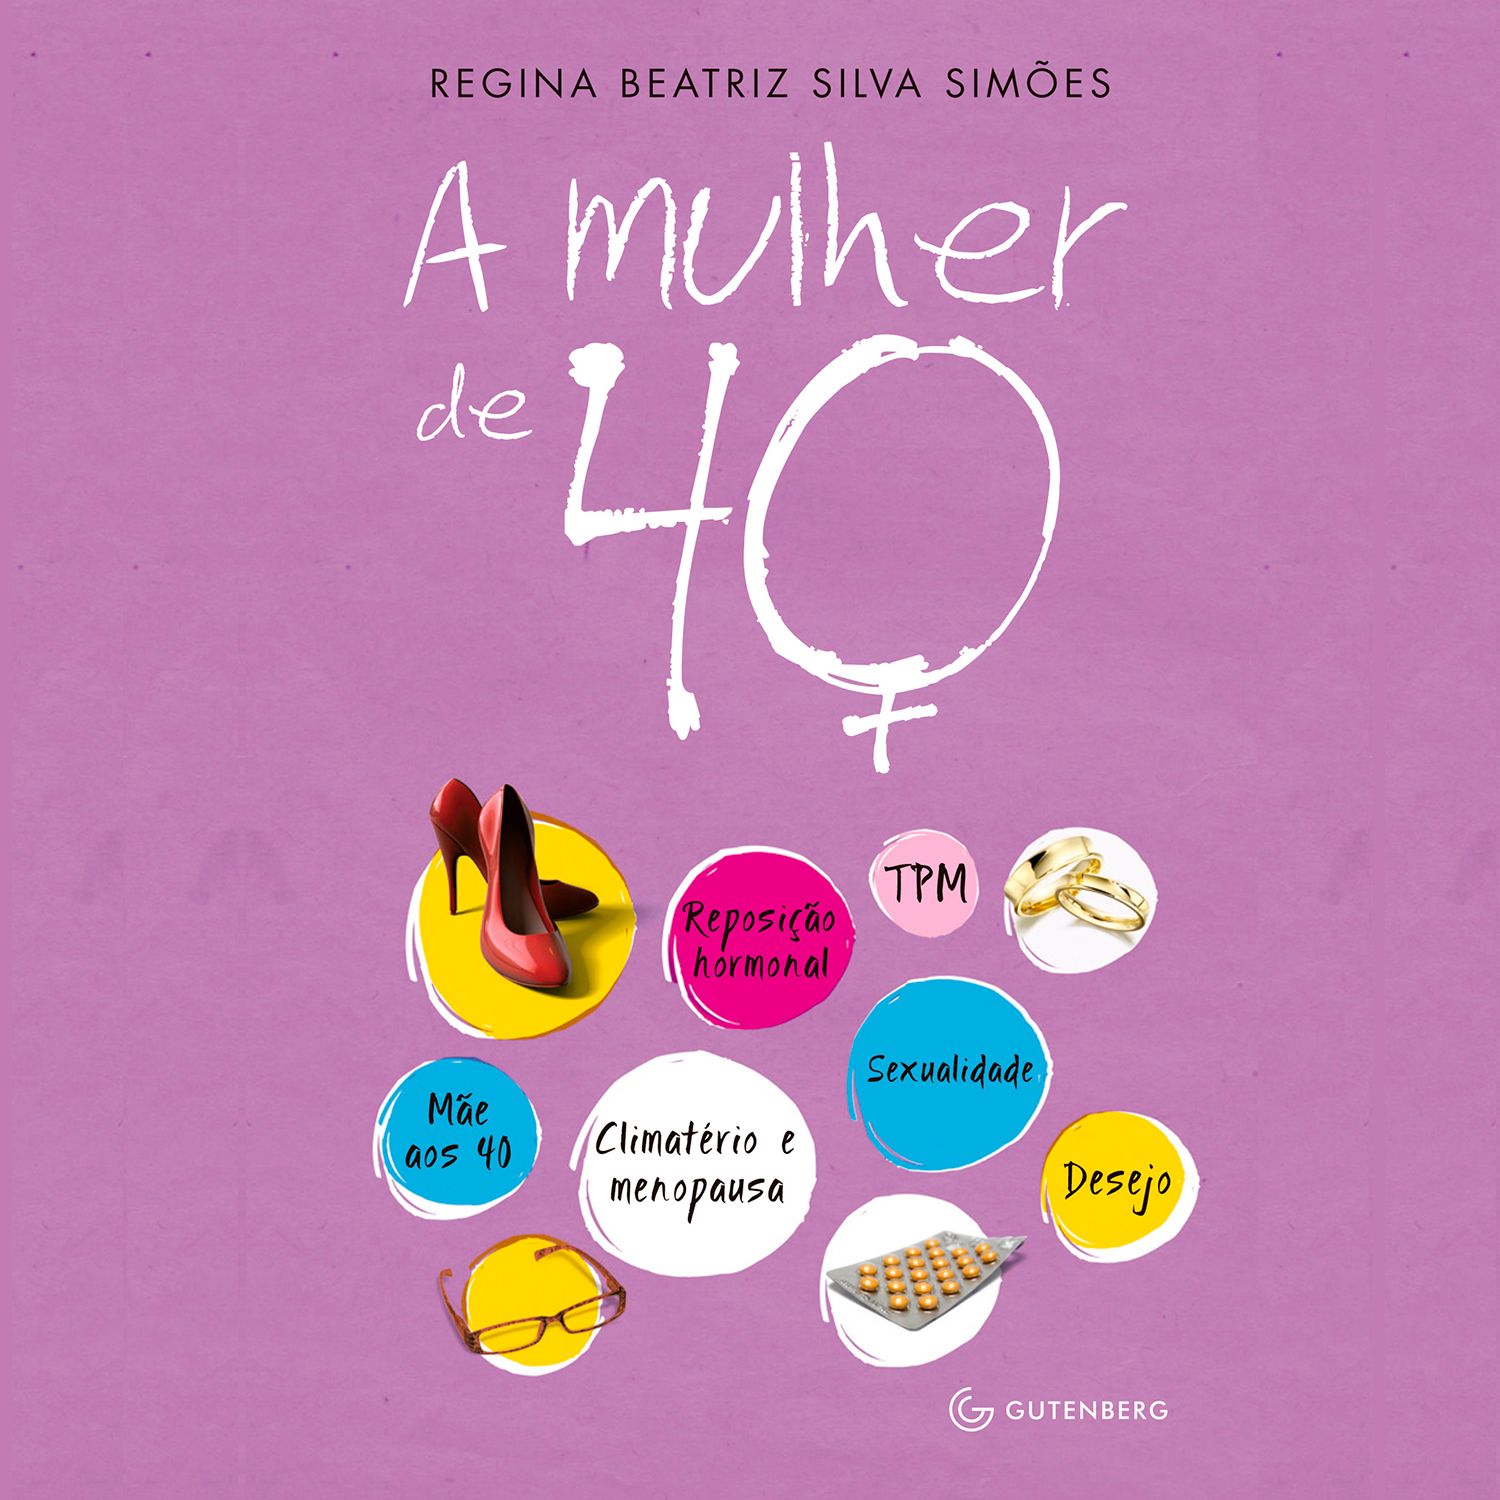 REGINA BEATRIZ SILVA SIMÕES
A mulher
de 40
TPM
Reposição
hormonal
Sexualidade
Mãe
aos 40
Climatério e
menopausa
Desejo
GUTENBERG